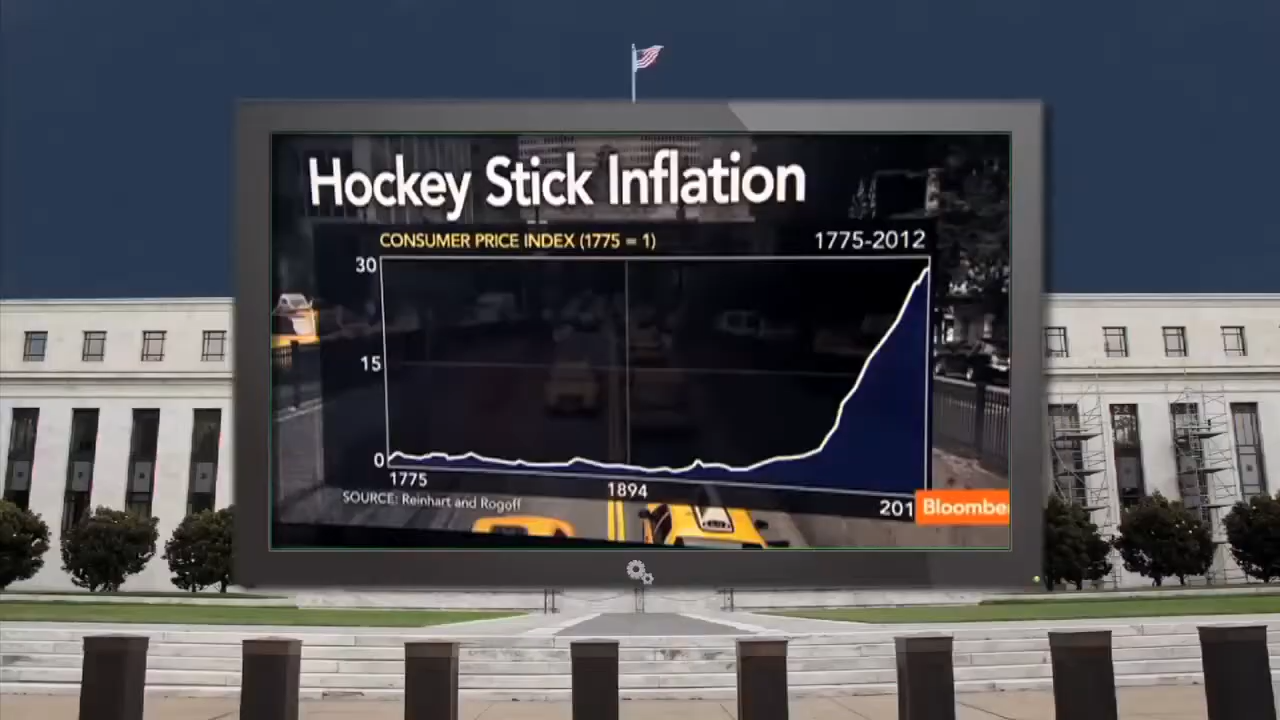 Hockey Stick Inflation
CONSUMER PRICE INDEX (1775 = 1)
1775-2012
30
15
0
1775
1894
201
SOURCE: Reinhart and Rogoff
Bloombe